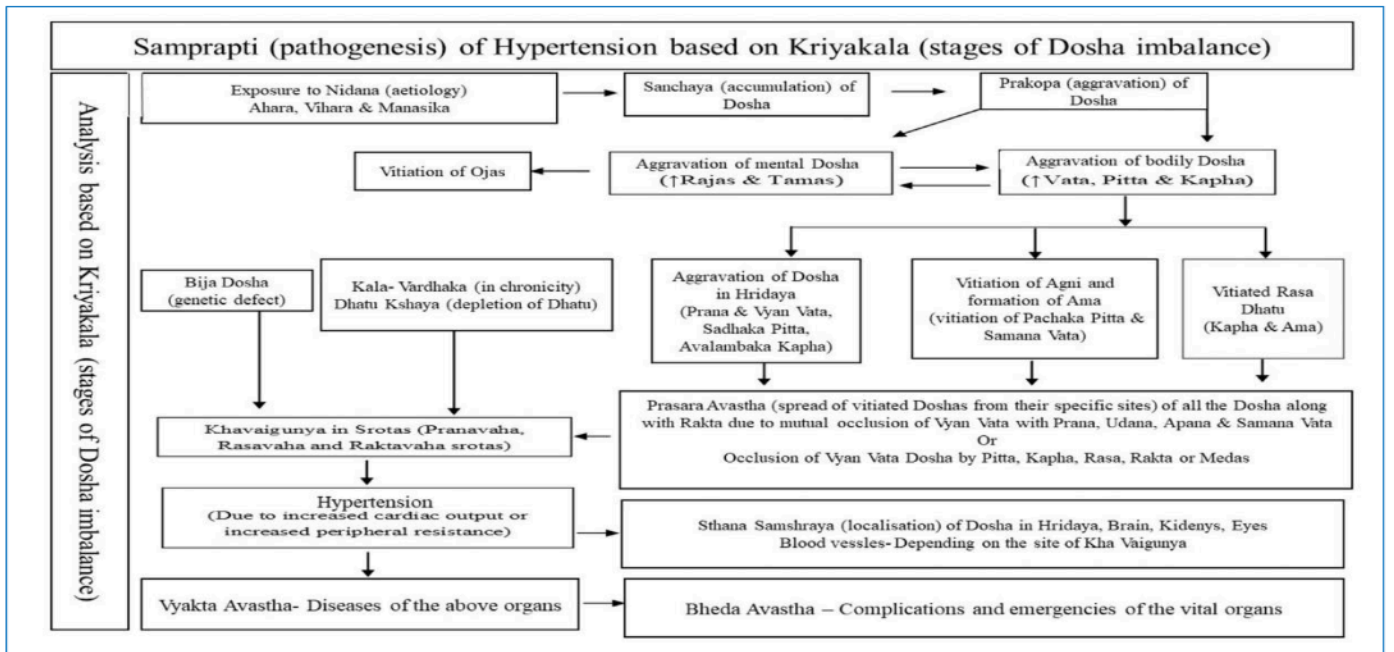 Samprapti (pathogenesis) of Hypertension based on Kriyakala (stages of Dosha imbalance)
Analysis based on Kriyakala (stages of Dosha imbalance)
Exposure to Nidana (aetiology)
Ahara, Vihara & Manasika
Sanchaya (accumulation) of
Dosha
Prakopa (aggravation) of
Dosha
Vitiation of Ojas
Aggravation of mental Dosha
(↑Rajas & Tamas)
Aggravation of bodily Dosha
(↑Vata, Pitta & Kapha)
Bija Dosha
(genetic defect)
Kala- Vardhaka (in chronicity)
Dhatu Kshaya (depletion of Dhatu)
Aggravation of Dosha
in Hridaya
(Prana & Vyan Vata,
Sadhaka Pitta,
Avalambaka Kapha)
Vitiation of Agni and
formation of Ama
(vitiation of Pachaka Pitta &
Samana Vata)
Vitiated Rasa
Dhatu
(Kapha & Ama)
Khavaigunya in Srotas (Pranavaha,
Rasavaha and Raktavaha srotas)
Prasara Avastha (spread of vitiated Doshas from their specific sites) of all the Dosha along
with Rakta due to mutual occlusion of Vyan Vata with Prana, Udana, Apana & Samana Vata
Or
Occlusion of Vyan Vata Dosha by Pitta, Kapha, Rasa, Rakta or Medas
Hypertension
(Due to increased cardiac output or
increased peripheral resistance)
Sthana Samshraya (localisation) of Dosha in Hridaya, Brain, Kidenys, Eyes
Blood vessles-Depending on the site of Kha Vaigunya
Vyakta Avastha- Diseases of the above organs
Bheda Avastha – Complications and emergencies of the vital organs